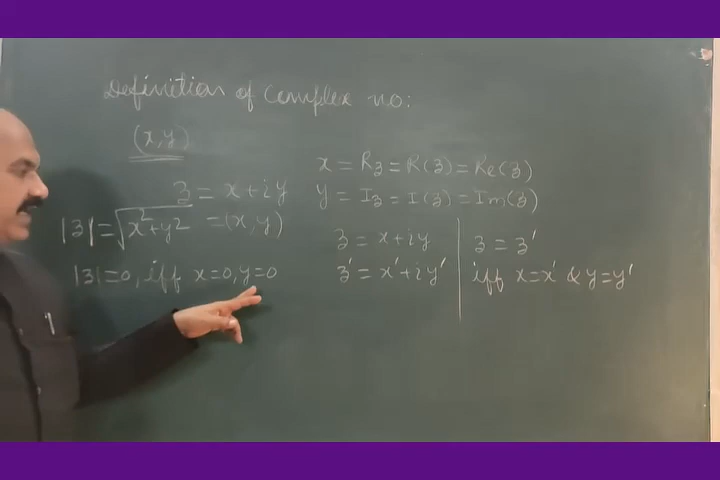 Definition of Complex no:
(x,y)
z = x+iy
= (x, y)
|z| = √x²+y²
|z|=0, iff x=0, y=0
x = Rz = R(z) = Re(z)
y = Iz = I(z) = Im(z)
z = x+iy
z' = x'+iy'
z = z'
iff x=x' & y=y'